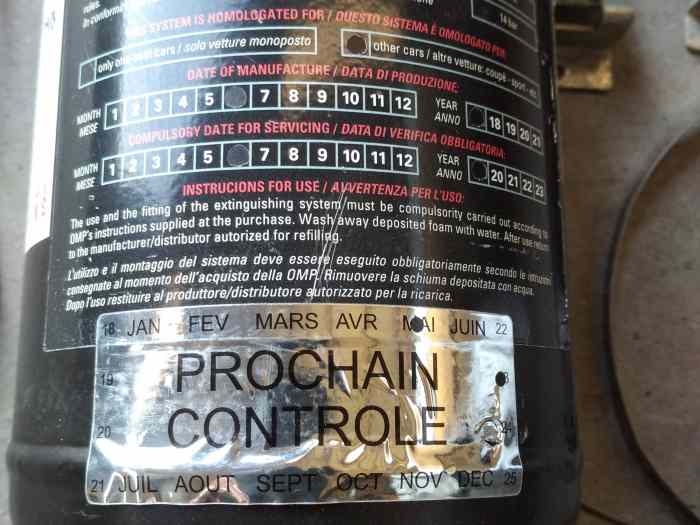 rules.
In conform
14 bar
S SYSTEM IS HOMOLOGATED FOR / QUESTO SISTEMA È OMOLOGATO PER:
only one-seat cars / solo vetture monoposto
other cars / altre vetture: coupé - sport - etc.
DATE OF MANUFACTURE / DATA DI PRODUZIONE:
MONTH MESE 1 2 3 4 5 7 8 9 10 11 12 YEAR ANNO 18 19 20 21
COMPULSORY DATE FOR SERVICING / DATA DI VERIFICA OBBLIGATORIA:
MONTH MESE 1 2 3 4 5 7 8 9 10 11 12 YEAR ANNO 20 21 22 23
INSTRUCIONS FOR USE / AVVERTENZA PER L'USO:
The use and the fitting of the extinguishing system must be compulsority carried out according to
OMP's instructions supplied at the purchase. Wash away deposited foam with water. After use return
to the manufacturer/distributor autorized for refilling.
L'utilizzo e il montaggio del sistema deve essere eseguito obbligatoriamente secondo le istruzioni
consegnate al momento dell'acquisto della OMP. Rimuovere la schiuma depositata con acqua.
Dopo l'uso restituire al produttore/distributore autorizzato per la ricarica.
18 JAN FEV MARS AVR MAI JUIN 22
19 PROCHAIN
20 CONTROLE 24
21 JUIL AOUT SEPT OCT NOV DEC 25